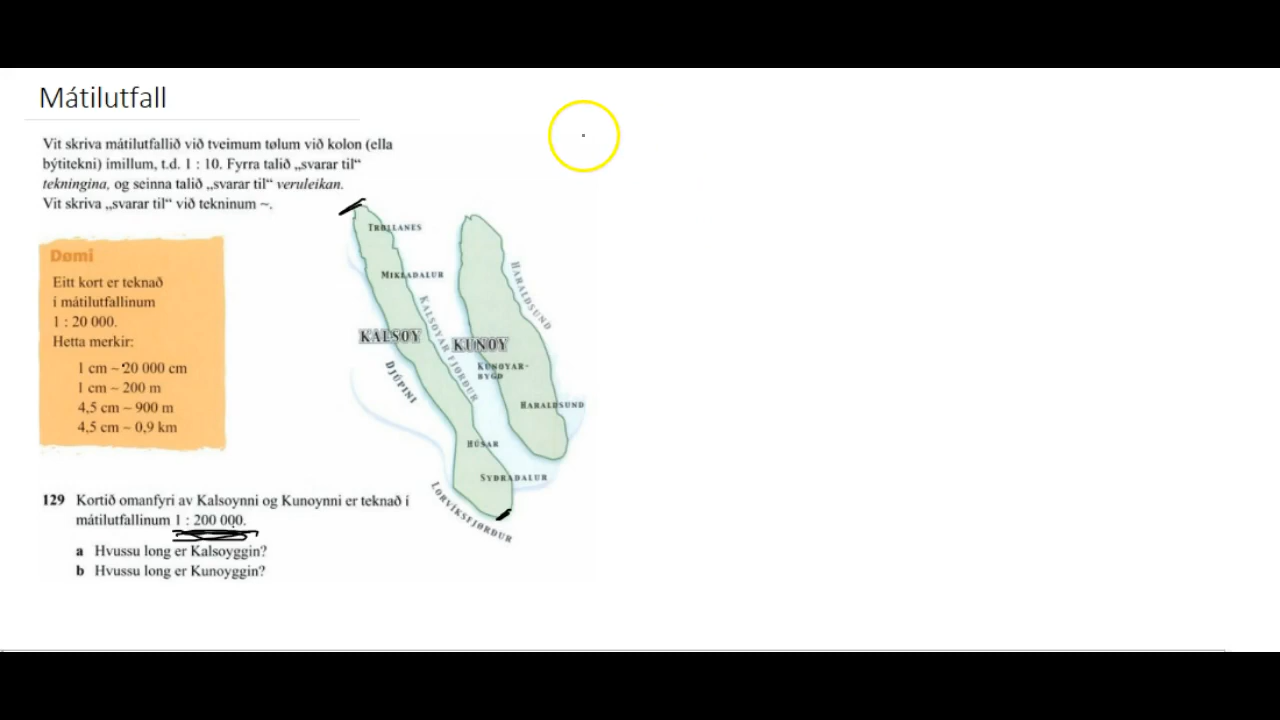 Mátilutfall
Vit skriva mátilutfallið við tveimum tølum við kolon (ella
býtitekni) ímillum, t.d. 1 : 10. Fyrra talið „svarar til“
tekningina, og seinna talið „svarar til“ veruleikan.
Vit skriva „svarar til“ við tekninum ~.
Dømi
Eitt kort er teknað
í mátilutfallinum
1 : 20 000.
Hetta merkir:
1 cm ~ 20 000 cm
1 cm ~ 200 m
4,5 cm ~ 900 m
4,5 cm ~ 0,9 km
TRØLLANES
MIKLADALUR
HARALDSUND
KALSOYAR FJØRÐUR
KALSOY
KUNOY
DJÚPINI
KUNOYAR-
BYGD
HARALDSUND
HÚSAR
SYÐRADALUR
LORVÍKSFJØRÐUR
129 Kortið omanfyri av Kalsoynni og Kunoynni er teknað í
mátilutfallinum 1 : 200 000.
a Hvussu long er Kalsoyggin?
b Hvussu long er Kunoyggin?